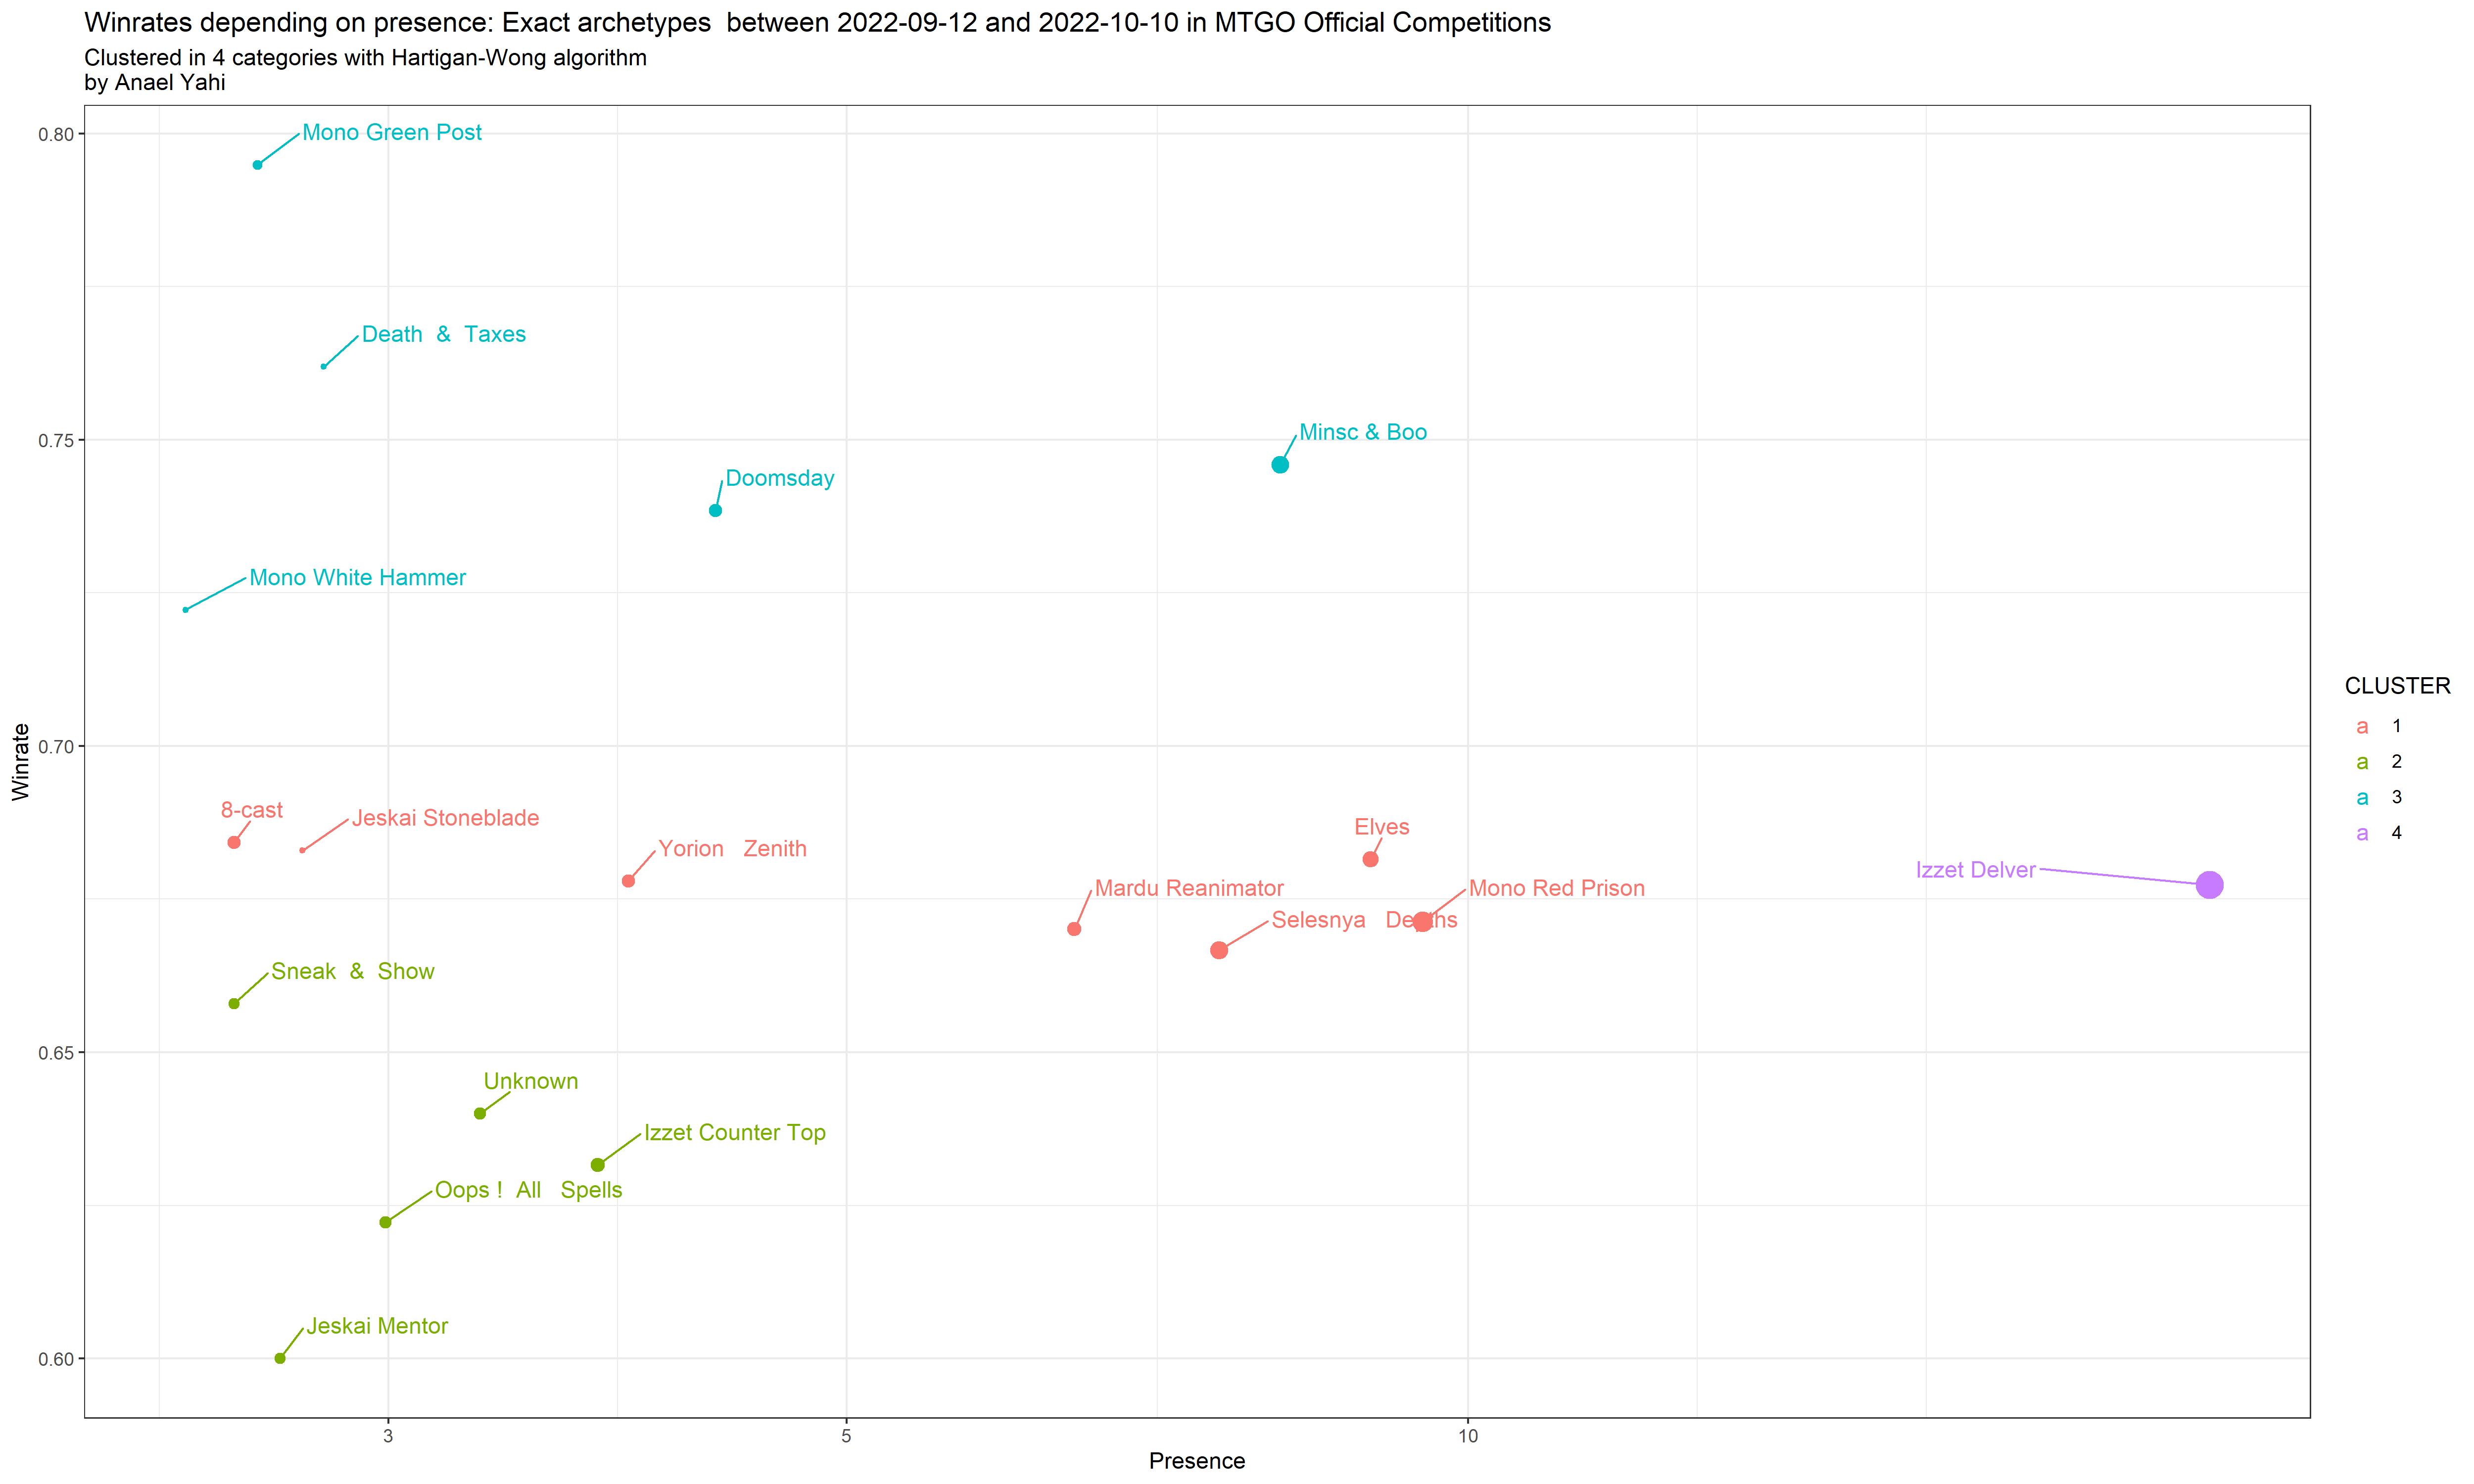 Winrates depending on presence: Exact archetypes  between 2022-09-12 and 2022-10-10 in MTGO Official Competitions
Clustered in 4 categories with Hartigan-Wong algorithm
by Anael Yahi
0.80
Mono Green Post
Death  &  Taxes
Minsc & Boo
0.75
Doomsday
Mono White Hammer
CLUSTER
a 1
a 2
a 3
a 4
Winrate
0.70
8-cast
Jeskai Stoneblade
Elves
Yorion   Zenith
Izzet Delver
Mardu Reanimator
Mono Red Prison
Selesnya   Depths
Sneak  &  Show
0.65
Unknown
Izzet Counter Top
Oops !  All   Spells
Jeskai Mentor
0.60
3
5
10
Presence